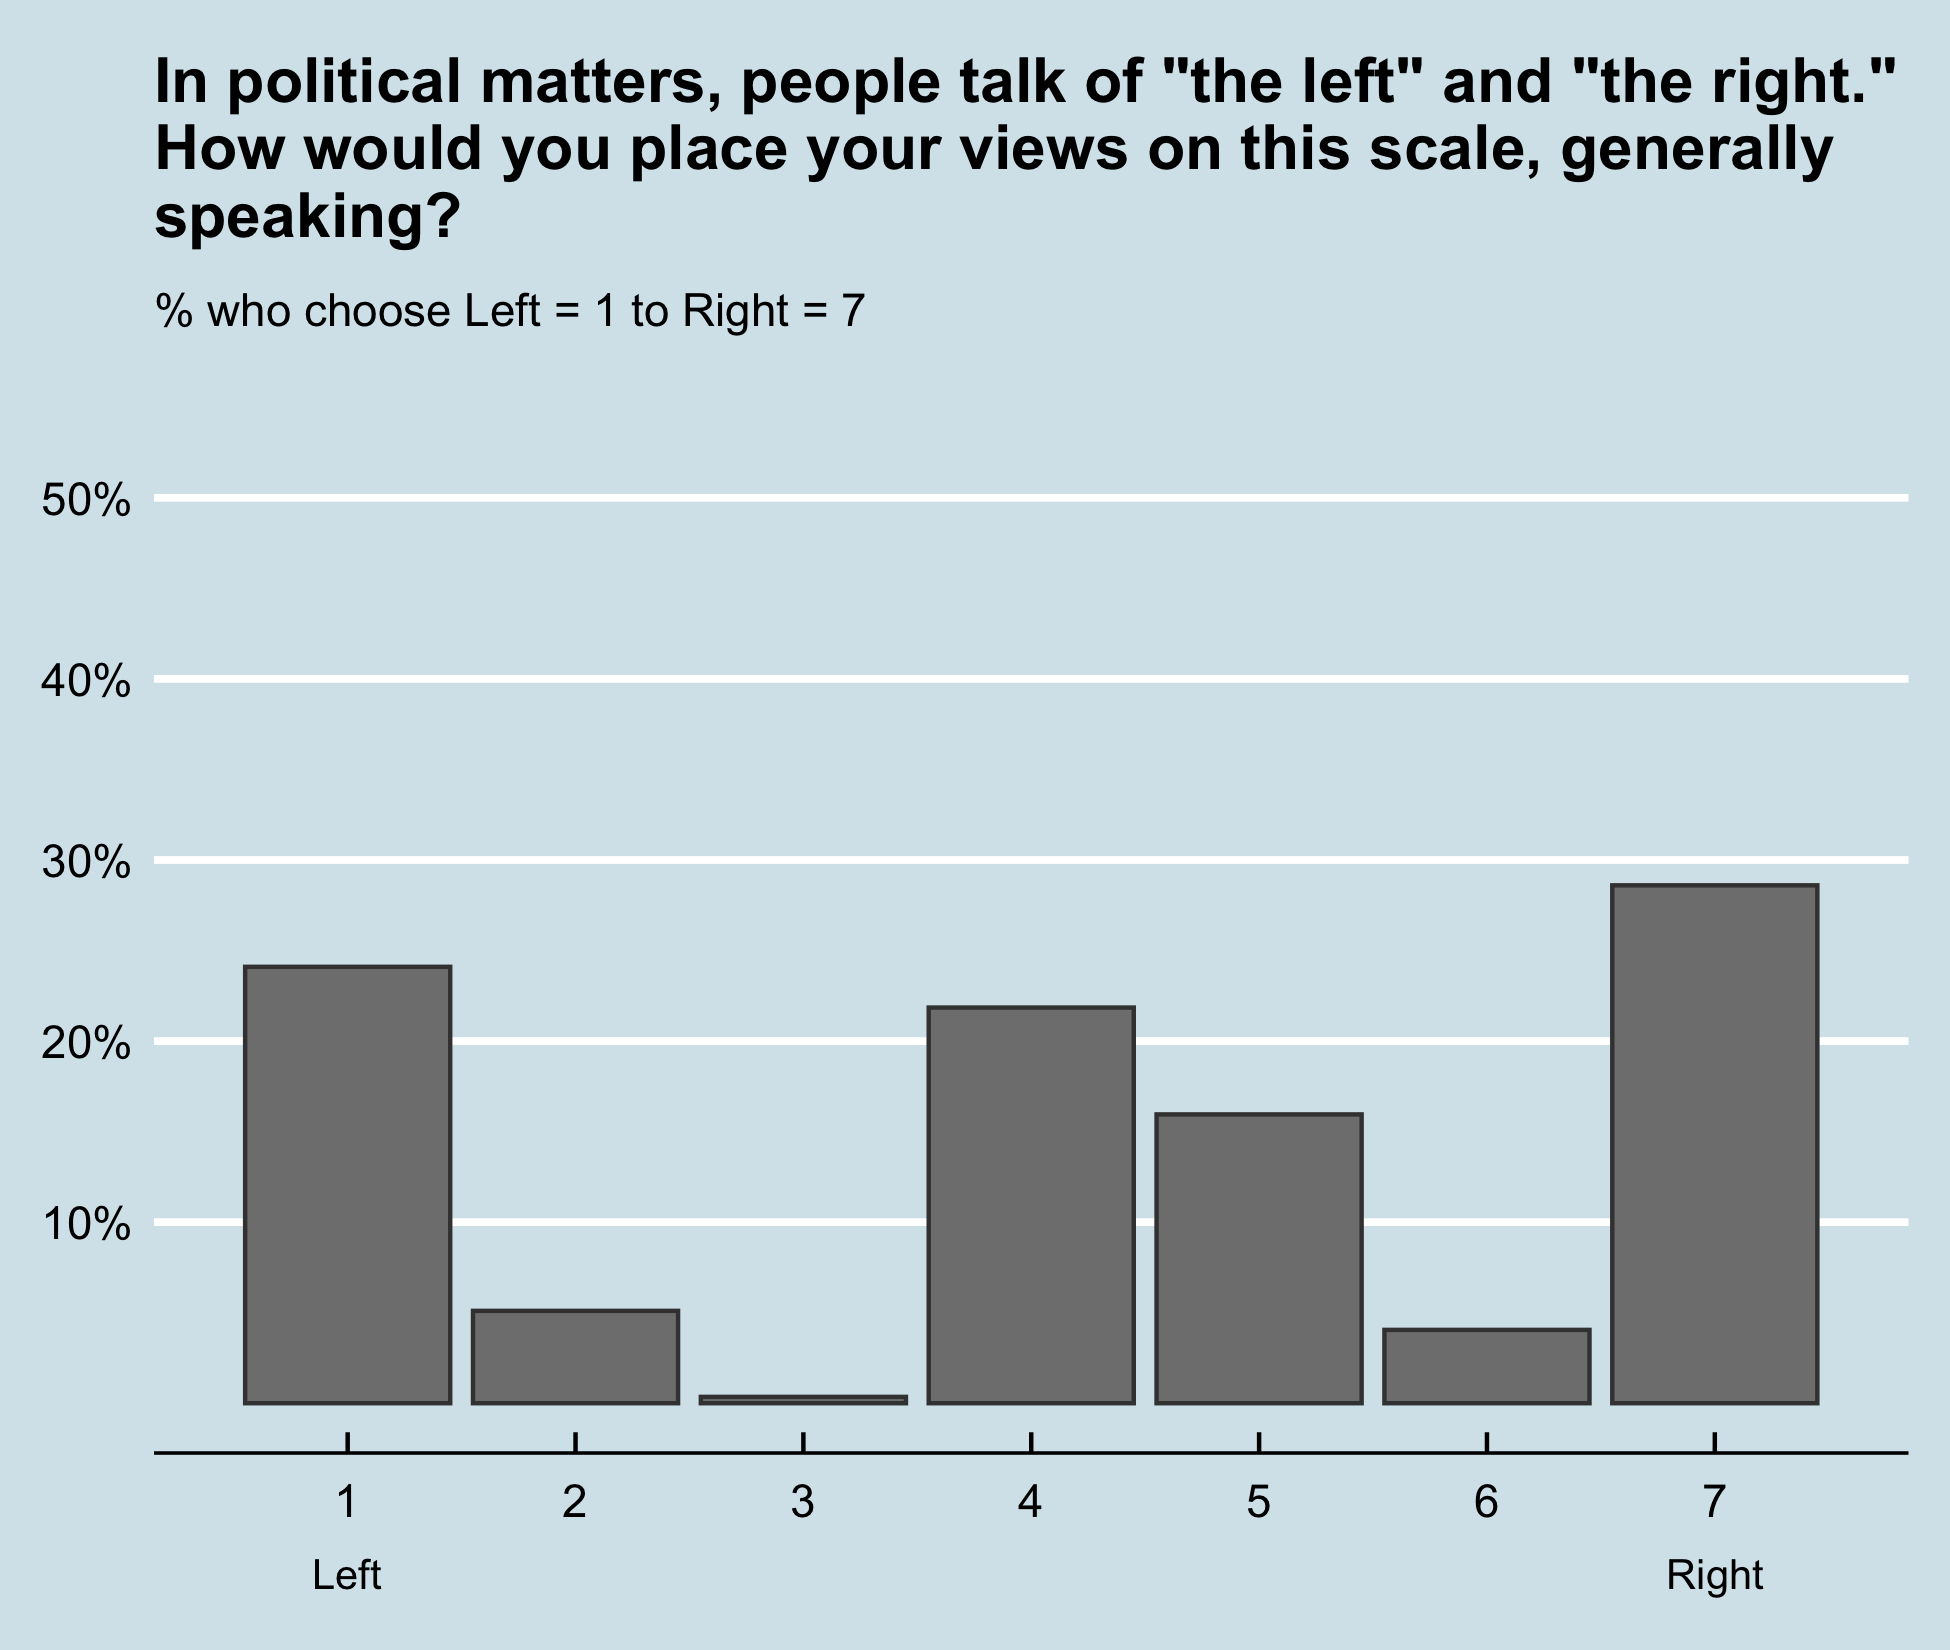 In political matters, people talk of "the left" and "the right."
How would you place your views on this scale, generally
speaking?
% who choose Left = 1 to Right = 7
50%
40%
30%
20%
10%
1 2 3 4 5 6 7
Left Right